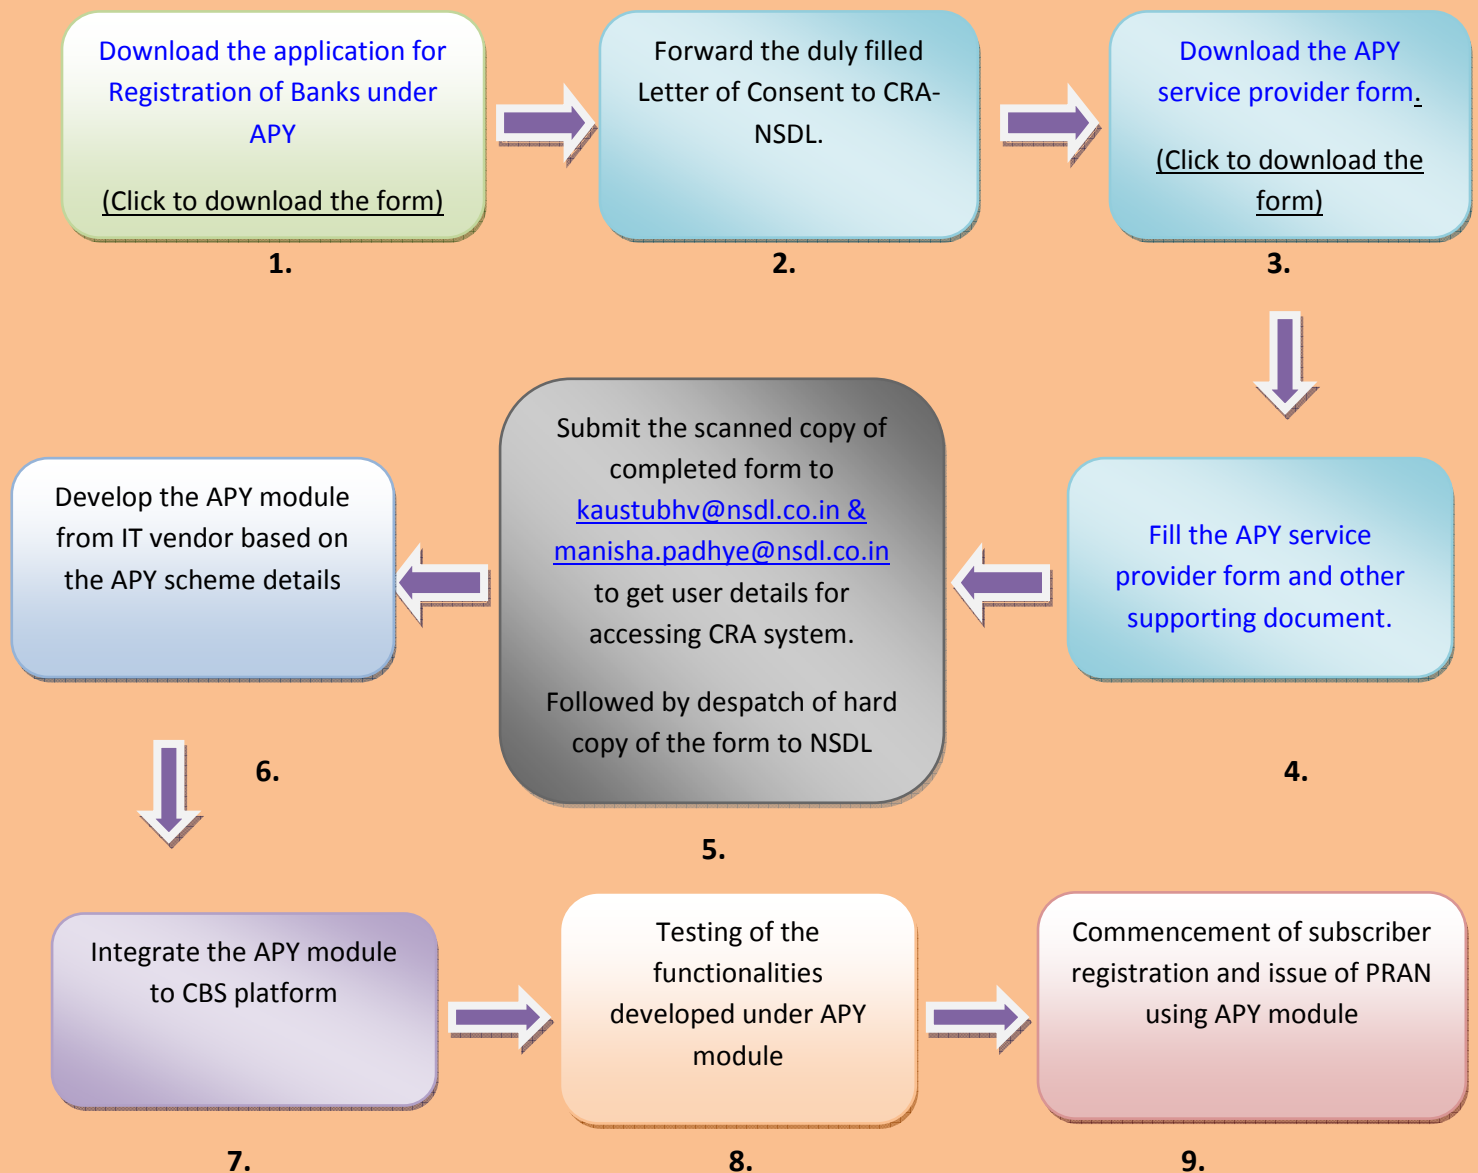 Download the application for
Registration of Banks under
APY
(Click to download the form)
1.
Forward the duly filled
Letter of Consent to CRA-
NSDL.
2.
Download the APY
service provider form.
(Click to download the
form)
3.
Fill the APY service
provider form and other
supporting document.
4.
Submit the scanned copy of
completed form to
kaustubhv@nsdl.co.in &
manisha.padhye@nsdl.co.in
to get user details for
accessing CRA system.
Followed by despatch of hard
copy of the form to NSDL
5.
Develop the APY module
from IT vendor based on
the APY scheme details
6.
Integrate the APY module
to CBS platform
7.
Testing of the
functionalities
developed under APY
module
8.
Commencement of subscriber
registration and issue of PRAN
using APY module
9.